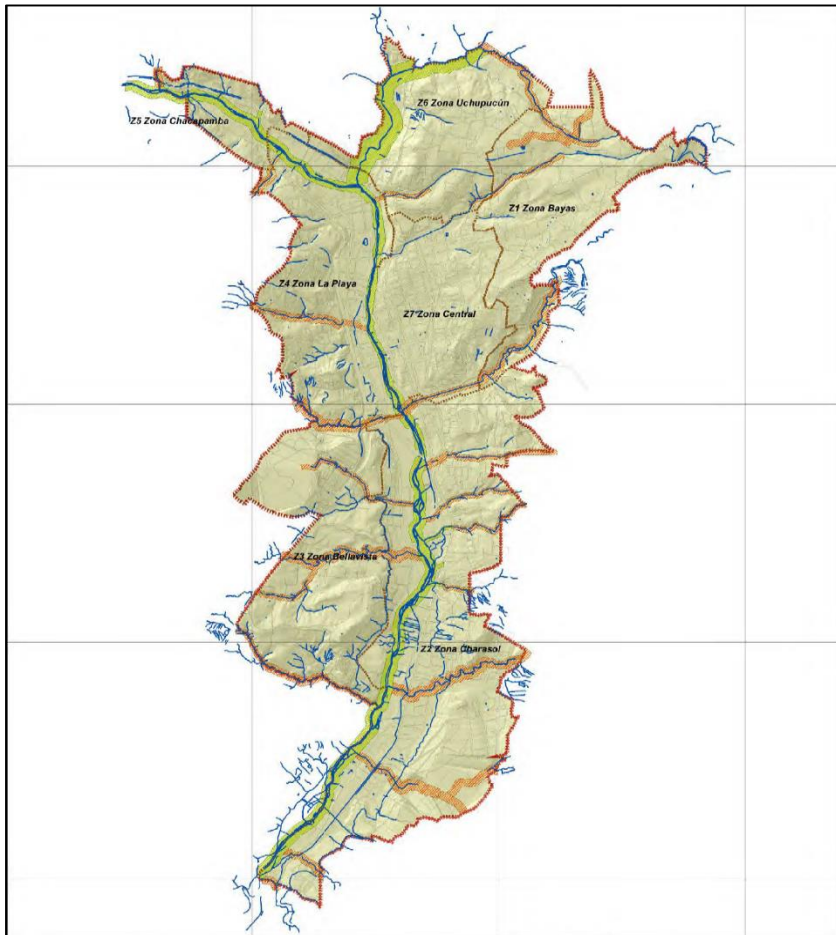 Z6 Zona Uchupucún
Z5 Zona Chacapamba
Z1 Zona Bayas
Z4 Zona La Playa
Z7 Zona Central
Z3 Zona Bellavista
Z2 Zona Charasol